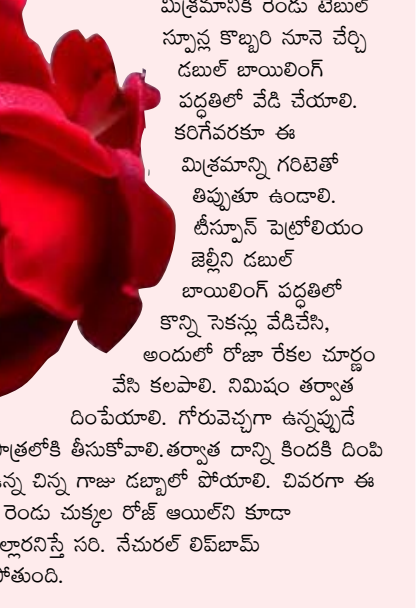 మిశ్రమానికి రెండు టేబుల్
స్పూన్ల కొబ్బరి నూనె చేర్చి
డబుల్ బాయిలింగ్
పద్ధతిలో వేడి చేయాలి.
కరిగేవరకూ ఈ
మిశ్రమాన్ని గరిటెతో
తిప్పుతూ ఉండాలి.
టీస్పూన్ పెట్రోలియం
జెల్లీని డబుల్
బాయిలింగ్ పద్ధతిలో
కొన్ని సెకన్లు వేడిచేసి,
అందులో రోజా రేకల చూర్ణం
వేసి కలపాలి. నిమిషం తర్వాత
దింపేయాలి. గోరువెచ్చగా ఉన్నప్పుడే
తీసుకోవాలి.తర్వాత దాన్ని కిందకి దింపి
చిన్న గాజు డబ్బాలో పోయాలి. చివరగా ఈ
రెండు చుక్కల రోజ్ ఆయిల్‌ని కూడా
సరి. నేచురల్ లిప్‌బామ్